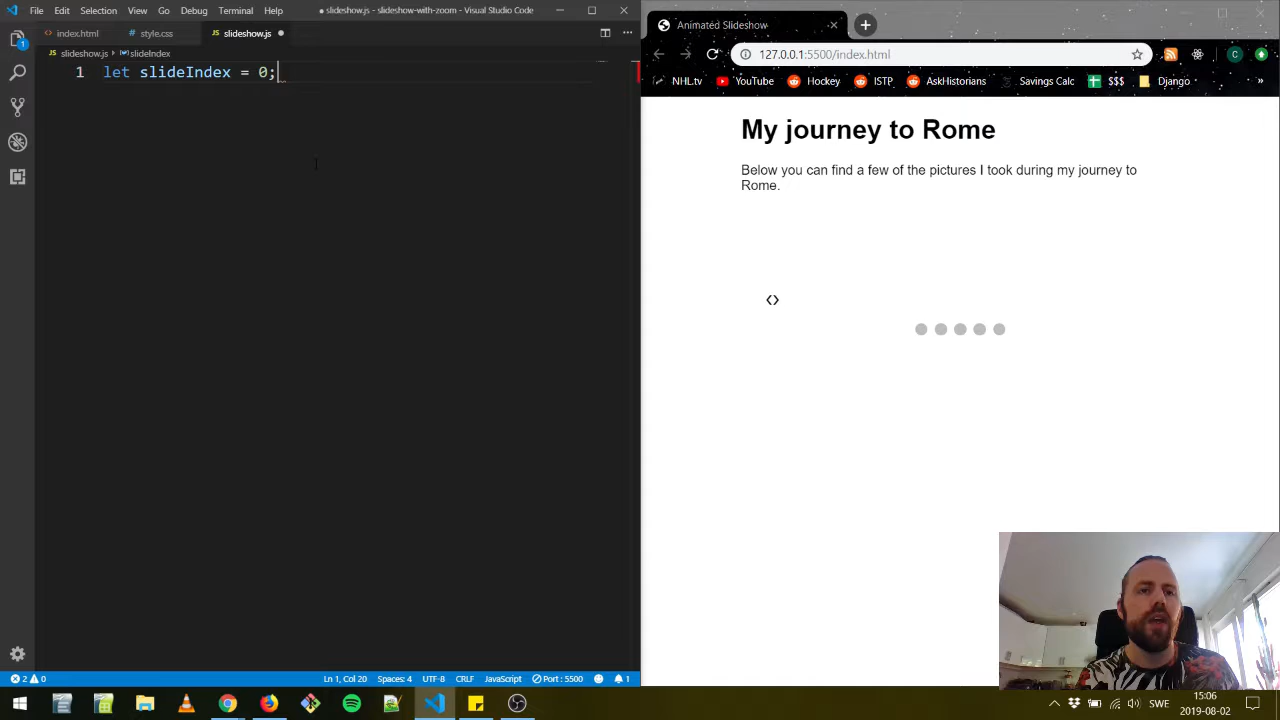 File Edit Selection View Go Debug Terminal Help
● slideshow.js - slideshow-with-zoom - Visual Studio Code
index.html
style.css
slideshow.js
slideshow.js › slideIndex
1
1 let slideIndex = 0;
Animated Slideshow
127.0.0.1:5500/index.html
C
NHL.tv YouTube Hockey ISTP AskHistorians Savings Calc $$$ Django »
My journey to Rome
Below you can find a few of the pictures I took during my journey to
Rome.
‹›
2 0
Ln 1, Col 20 Spaces: 4 UTF-8 CRLF JavaScript Port : 5500 1
SWE
15:06
2019-08-02